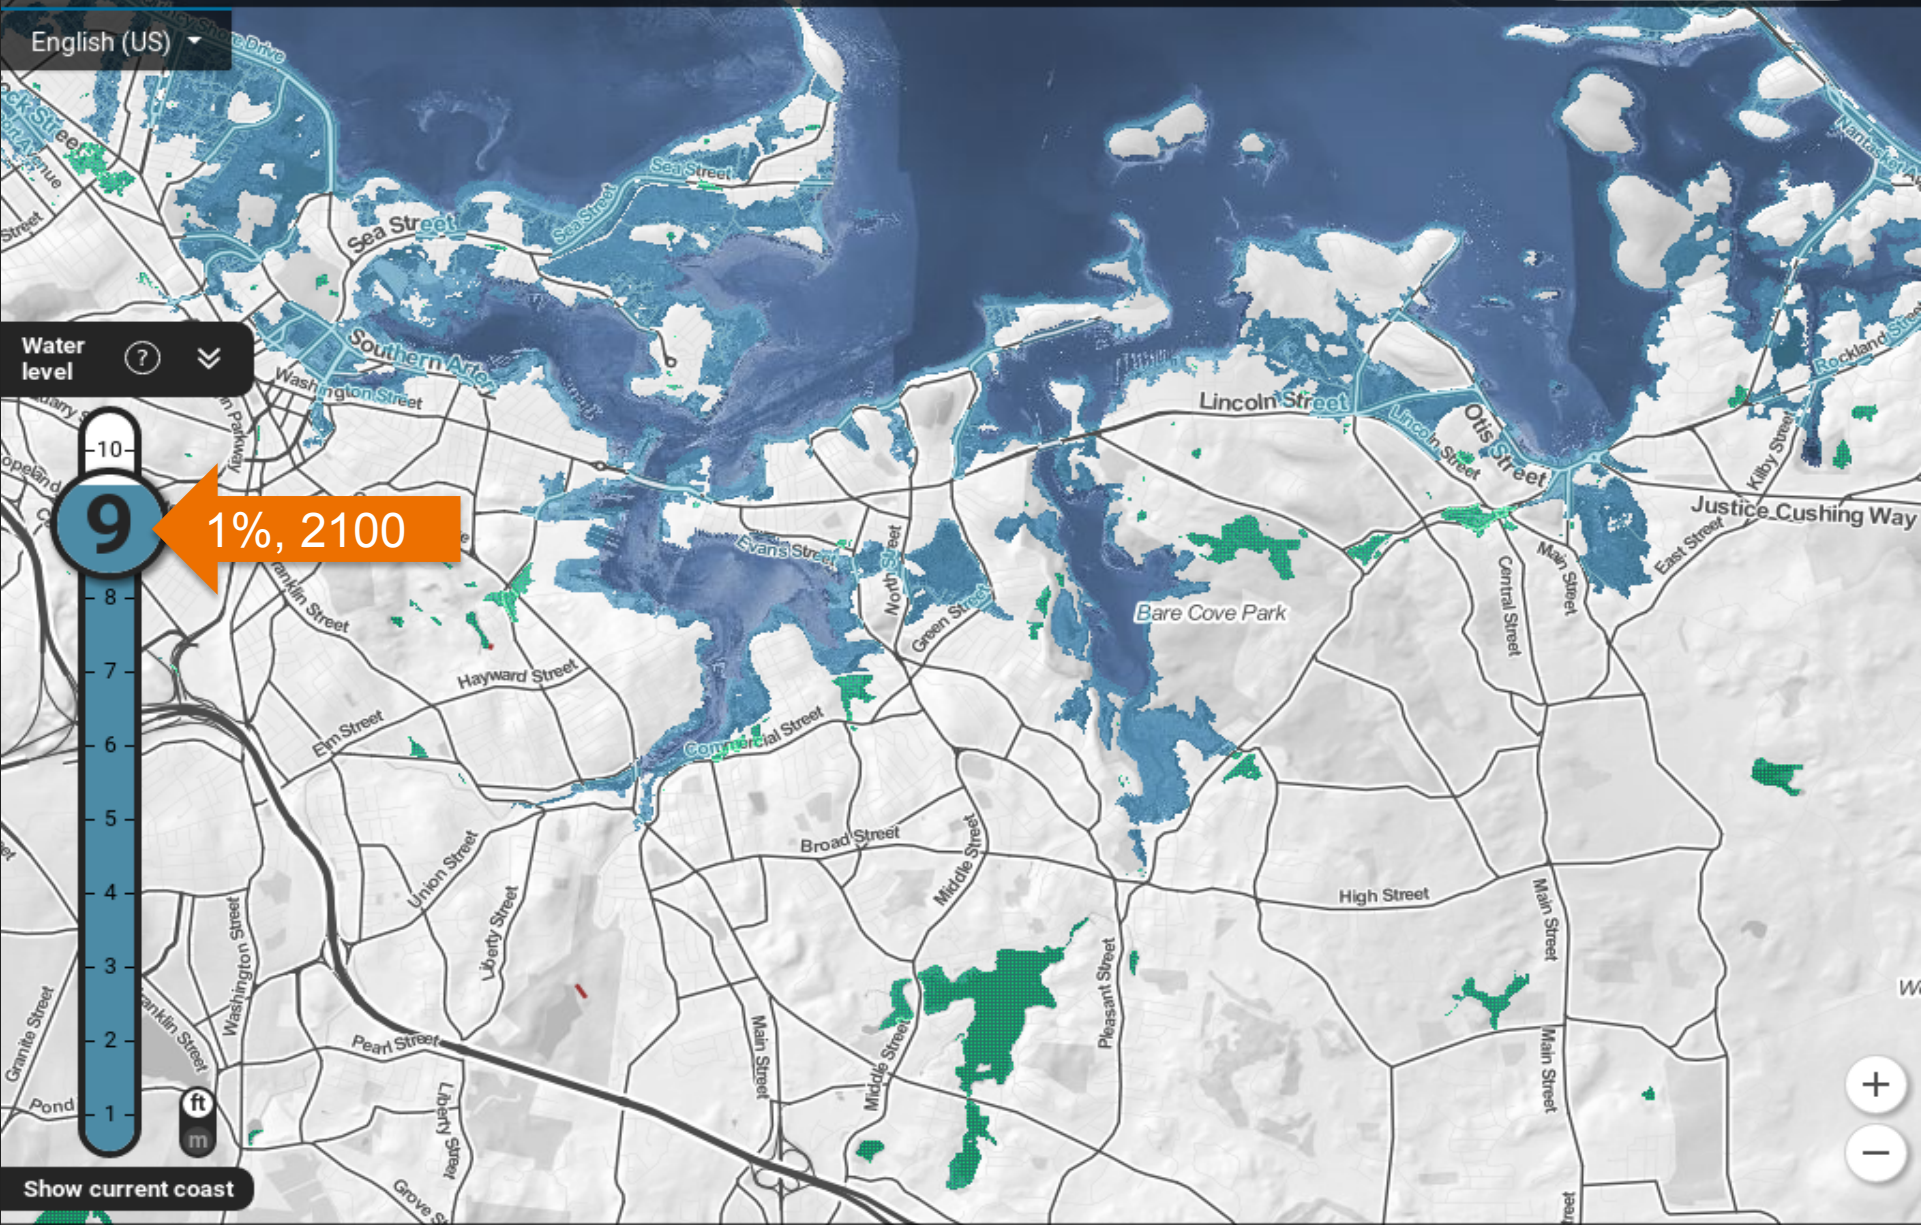 English (US)
Shore Drive
Street
Sea Street
Sea Street
Sea Street
Nantasket
Street
Water
level
?
Southern Artery
Washington Street
Parkway
10
9
1%, 2100
8
7
6
5
4
3
2
1
ft
m
Show current coast
Lincoln Street
Lincoln Street
Otis Street
Rockland Street
Kilby Street
Justice Cushing Way
East Street
Main Street
Central Street
Evans Street
North Street
Green Street
Bare Cove Park
Franklin Street
Hayward Street
Elm Street
Commercial Street
Broad Street
Middle Street
Union Street
Liberty Street
High Street
Main Street
Washington Street
Granite Street
Franklin Street
Pearl Street
Pleasant Street
Main Street
Middle Street
Main Street
Liberty Street
Pond
Grove
+
−